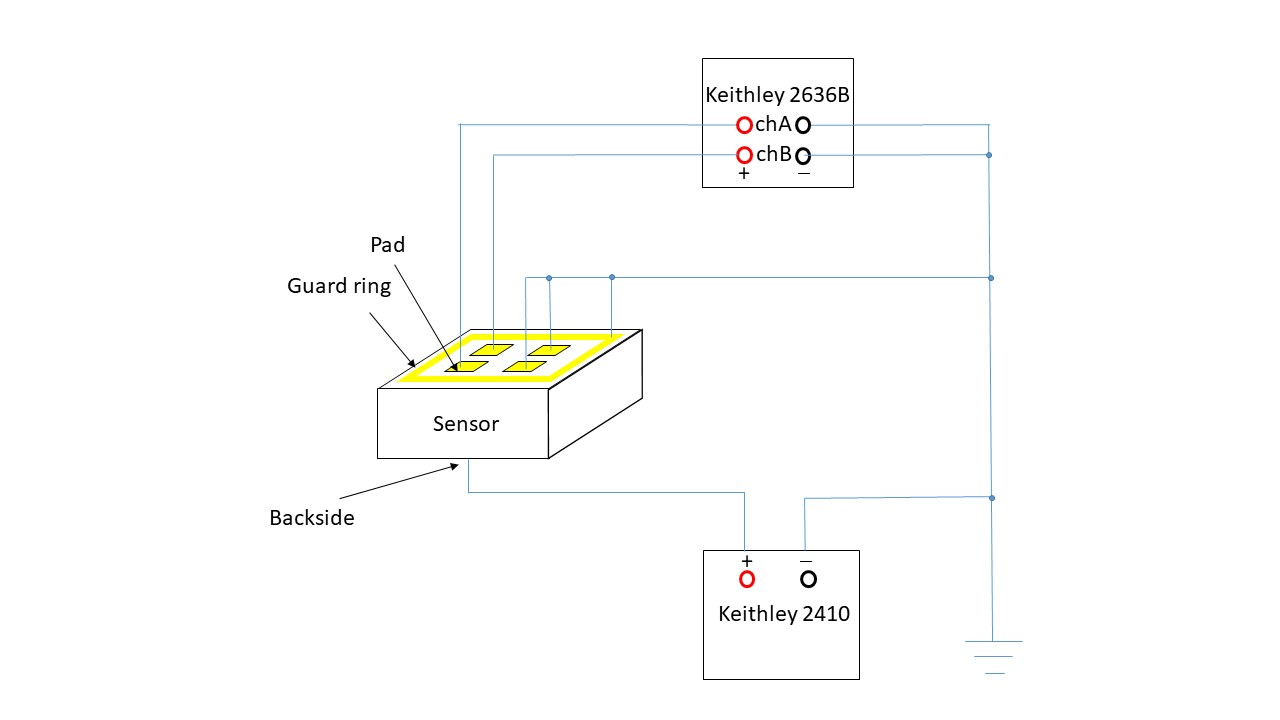 Keithley 2636B
chA
chB
+ –
Pad
Guard ring
Sensor
Backside
+ –
Keithley 2410